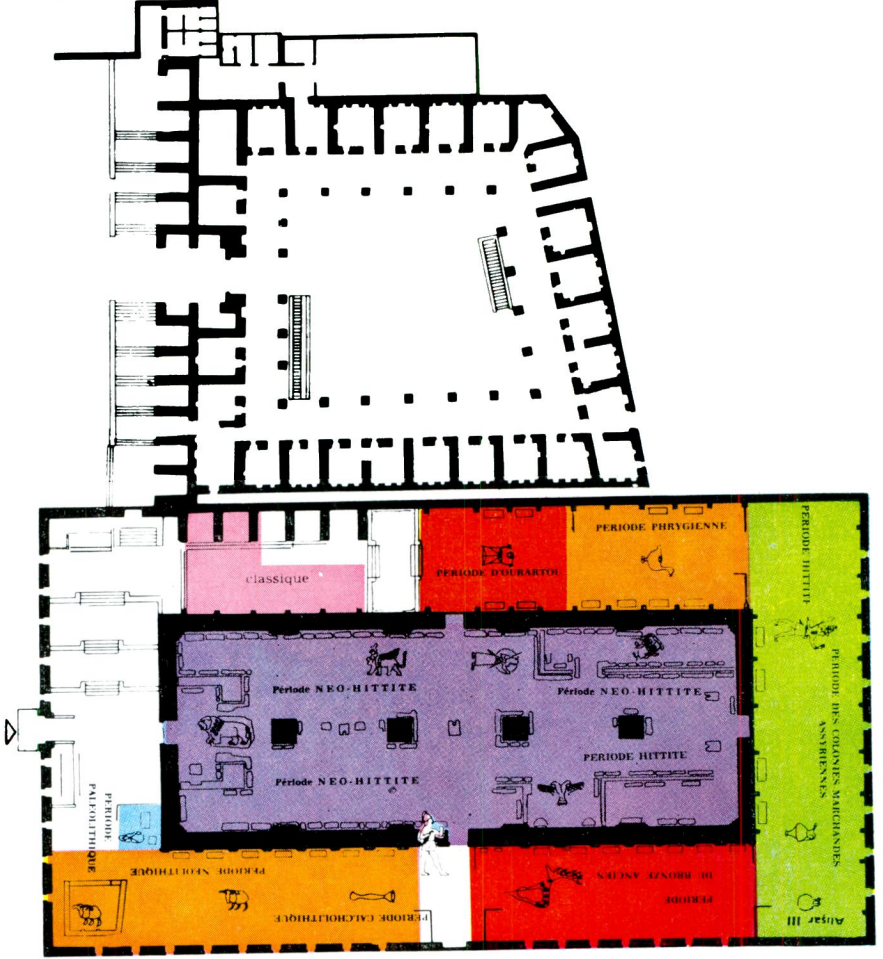 PERIODE PHRYGIENNE
PERIODE D'OURARTOU
classique
PERIODE HITTITE
Période NEO-HITTITE
Période NEO-HITTITE
PERIODE HITTITE
Période NEO-HITTITE
PERIODE DES COLONIES MARCHANDES
ASSYRIENNES
PERIODE
PALEOLITHIQUE
PERIODE NEOLITHIQUE
PERIODE CALCHOLITHIQUE
PERIODE
DU BRONZE ANCIEN
Alışar III